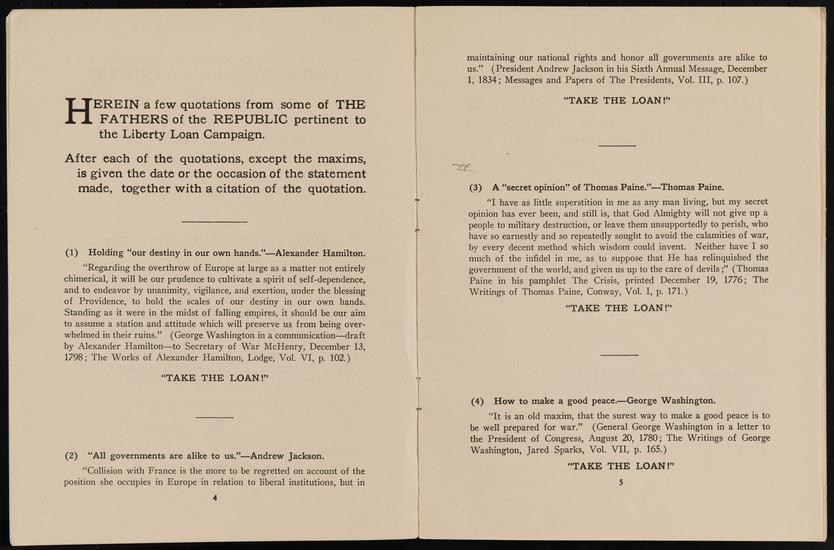 HEREIN a few quotations from some of THE
FATHERS of the REPUBLIC pertinent to
the Liberty Loan Campaign.
After each of the quotations, except the maxims,
is given the date or the occasion of the statement
made, together with a citation of the quotation.
(1) Holding "our destiny in our own hands."—Alexander Hamilton.
"Regarding the overthrow of Europe at large as a matter not entirely
chimerical, it will be our prudence to cultivate a spirit of self-dependence,
and to endeavor by unanimity, vigilance, and exertion, under the blessing
of Providence, to hold the scales of our destiny in our own hands.
Standing as it were in the midst of falling empires, it should be our aim
to assume a station and attitude which will preserve us from being over-
whelmed in their ruins." (George Washington in a communication—draft
by Alexander Hamilton—to Secretary of War McHenry, December 13,
1798; The Works of Alexander Hamilton, Lodge, Vol. VI, p. 102.)
"TAKE THE LOAN!"
(2) "All governments are alike to us."—Andrew Jackson.
"Collision with France is the more to be regretted on account of the
position she occupies in Europe in relation to liberal institutions, but in
4
maintaining our national rights and honor all governments are alike to
us." (President Andrew Jackson in his Sixth Annual Message, December
1, 1834; Messages and Papers of The Presidents, Vol. III, p. 107.)
"TAKE THE LOAN!"
(3) A "secret opinion" of Thomas Paine."—Thomas Paine.
"I have as little superstition in me as any man living, but my secret
opinion has ever been, and still is, that God Almighty will not give up a
people to military destruction, or leave them unsupportedly to perish, who
have so earnestly and so repeatedly sought to avoid the calamities of war,
by every decent method which wisdom could invent. Neither have I so
much of the infidel in me, as to suppose that He has relinquished the
government of the world, and given us up to the care of devils;" (Thomas
Paine in his pamphlet The Crisis, printed December 19, 1776; The
Writings of Thomas Paine, Conway, Vol. I, p. 171.)
"TAKE THE LOAN!"
(4) How to make a good peace.—George Washington.
"It is an old maxim, that the surest way to make a good peace is to
be well prepared for war." (General George Washington in a letter to
the President of Congress, August 20, 1780; The Writings of George
Washington, Jared Sparks, Vol. VII, p. 165.)
"TAKE THE LOAN!"
5